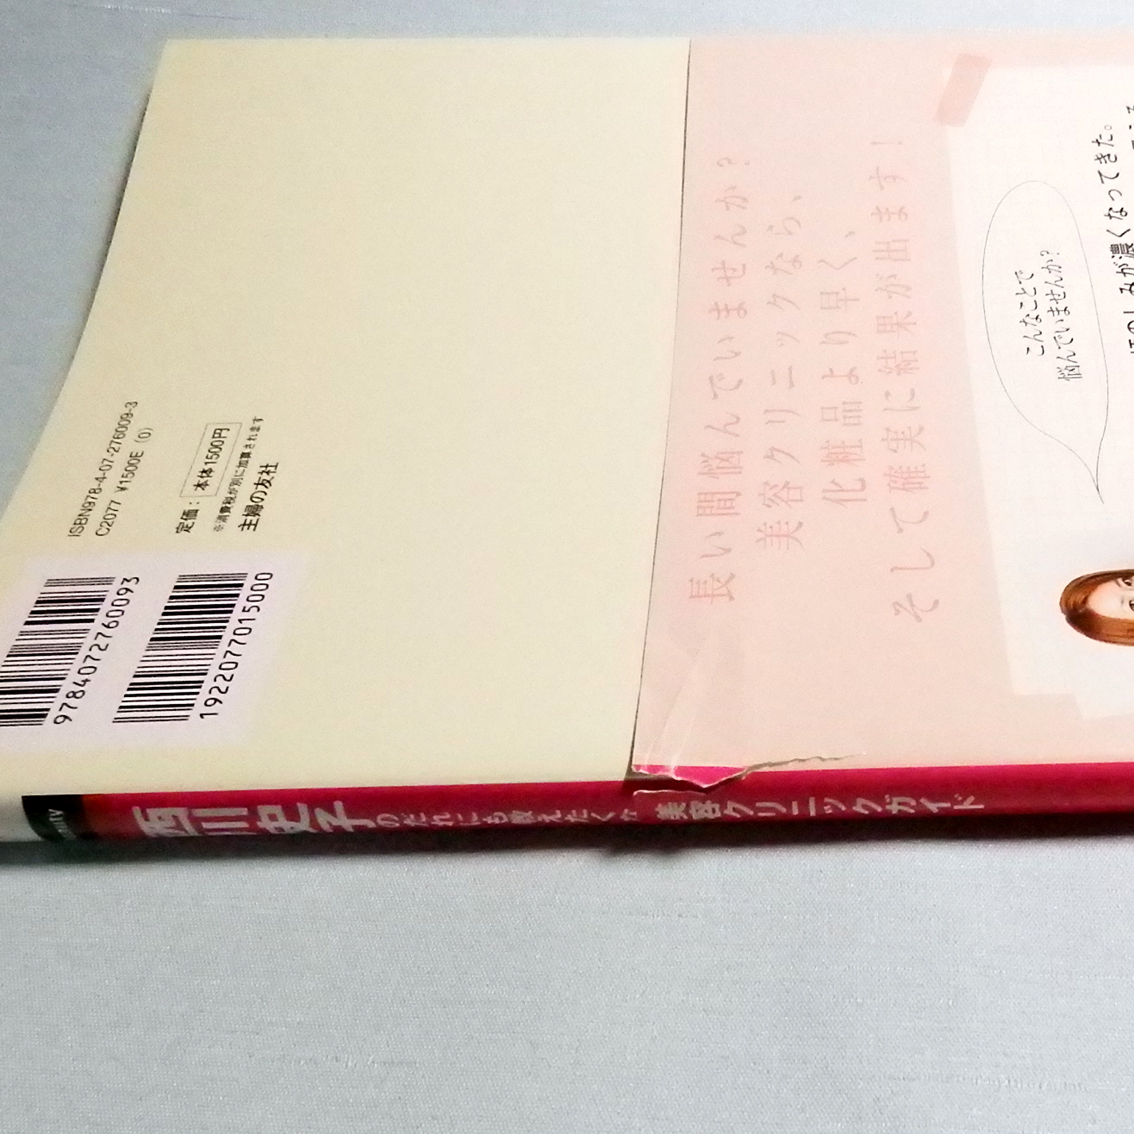 ISBN978-4-07-276009-3
C2077 ¥1500E (0)
定価：本体1500円
※消費税が別に加算されます
主婦の友社
9784072760093
1922077015000
長い間悩んでいませんか？
美容クリニックなら、
化粧品より早く、
そして確実に結果が出ます！
こんなことで
悩んでいませんか？
しみが濃くなってきた。
西川史子のだれにも教えたくない美容クリニックガイド